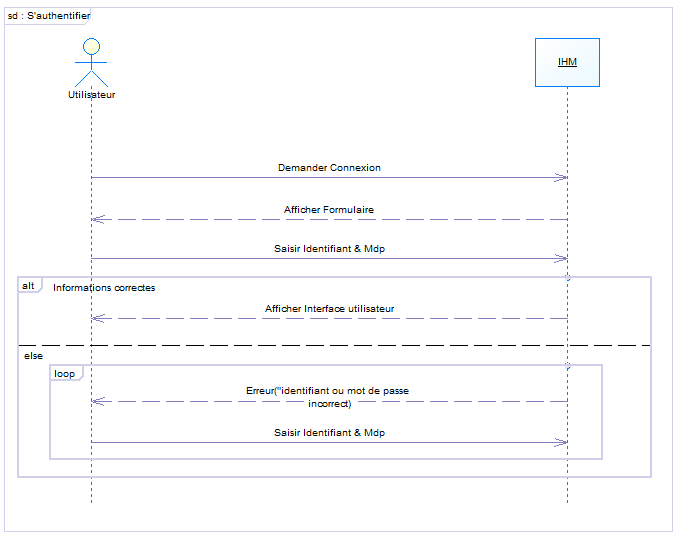 sd : S'authentifier
IHM
Utilisateur
Demander Connexion
Afficher Formulaire
Saisir Identifiant & Mdp
alt
Informations correctes
Afficher Interface utilisateur
else
loop
Erreur("identifiant ou mot de passe
incorrect)
Saisir Identifiant & Mdp